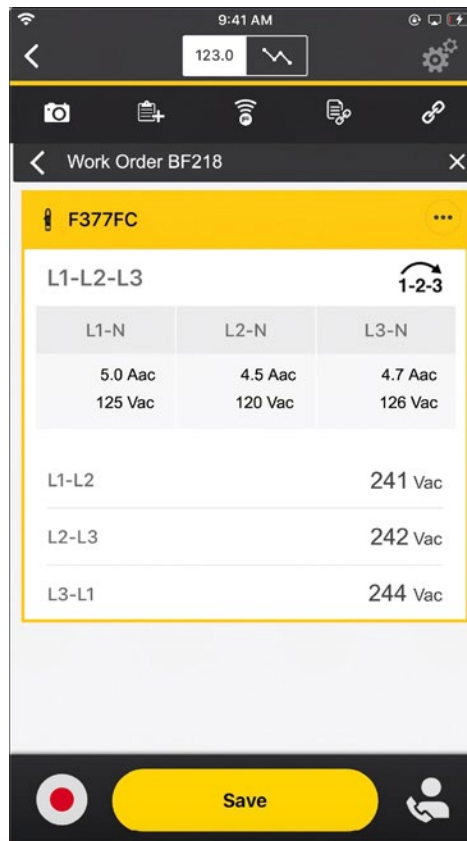 9:41 AM
123.0
Work Order BF218
F377FC
L1-L2-L3
1-2-3
L1-N L2-N L3-N
5.0 Aac 4.5 Aac 4.7 Aac
125 Vac 120 Vac 126 Vac
L1-L2 241 Vac
L2-L3 242 Vac
L3-L1 244 Vac
Save